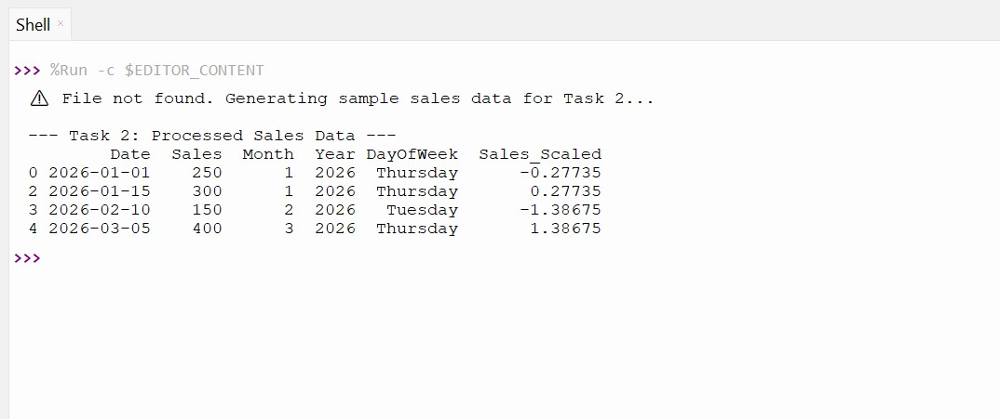 Shell ×
>>> %Run -c $EDITOR_CONTENT
⚠ File not found. Generating sample sales data for Task 2...
--- Task 2: Processed Sales Data ---
        Date  Sales  Month  Year DayOfWeek  Sales_Scaled
0 2026-01-01    250      1  2026  Thursday      -0.27735
2 2026-01-15    300      1  2026  Thursday       0.27735
3 2026-02-10    150      2  2026   Tuesday      -1.38675
4 2026-03-05    400      3  2026  Thursday       1.38675
>>>